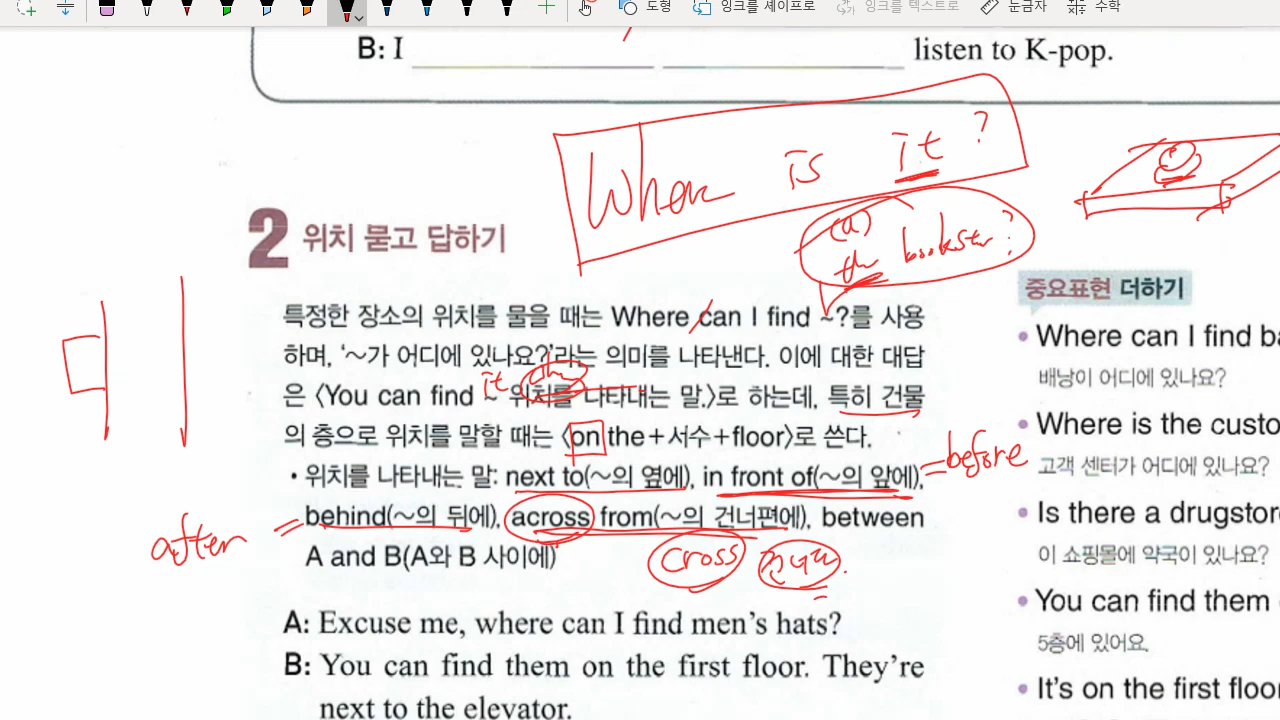 도형
잉크를 셰이프로
잉크를 텍스트로
눈금자
수학
B: I ____________ ____________ listen to K-pop.
Where is it ?
(a)
the bookstore?
2 위치 묻고 답하기
특정한 장소의 위치를 물을 때는 Where can I find ~?를 사용
하며, ‘~가 어디에 있나요?’라는 의미를 나타낸다. 이에 대한 대답
it
은 〈You can find ~ 위치를 나타내는 말.〉로 하는데, 특히 건물
의 층으로 위치를 말할 때는 〈on the+서수+floor〉로 쓴다.
• 위치를 나타내는 말: next to(~의 옆에), in front of(~의 앞에), = before
after = behind(~의 뒤에), across from(~의 건너편에), between
A and B(A와 B 사이에)
cross 건너다.
A: Excuse me, where can I find men’s hats?
B: You can find them on the first floor. They’re
next to the elevator.
중요표현 더하기
• Where can I find ba
배낭이 어디에 있나요?
• Where is the custo
고객 센터가 어디에 있나요?
• Is there a drugstor
이 쇼핑몰에 약국이 있나요?
• You can find them
5층에 있어요.
• It’s on the first floor